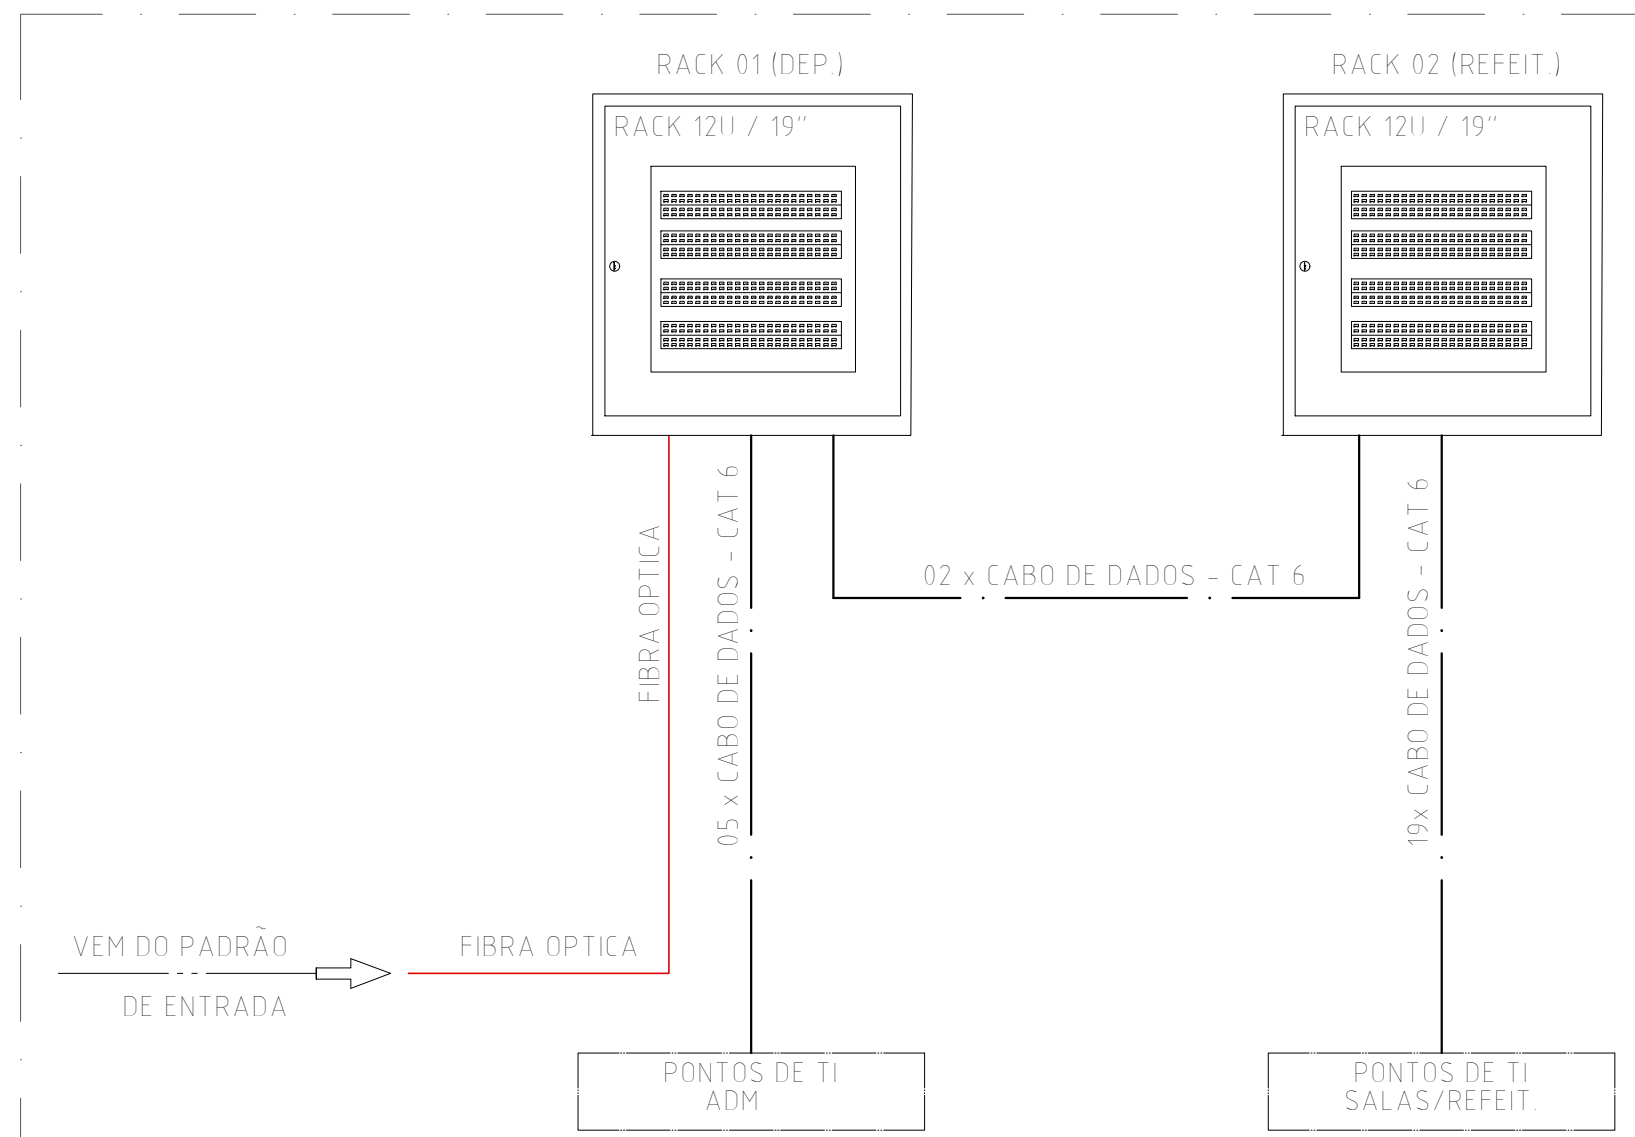 RACK 01 (DEP.)
RACK 02 (REFEIT.)
RACK 12U / 19"
RACK 12U / 19"
FIBRA OPTICA
05 x CABO DE DADOS - CAT 6
02 x CABO DE DADOS - CAT 6
19x CABO DE DADOS - CAT 6
VEM DO PADRÃO
DE ENTRADA
FIBRA OPTICA
PONTOS DE TI
ADM
PONTOS DE TI
SALAS/REFEIT.